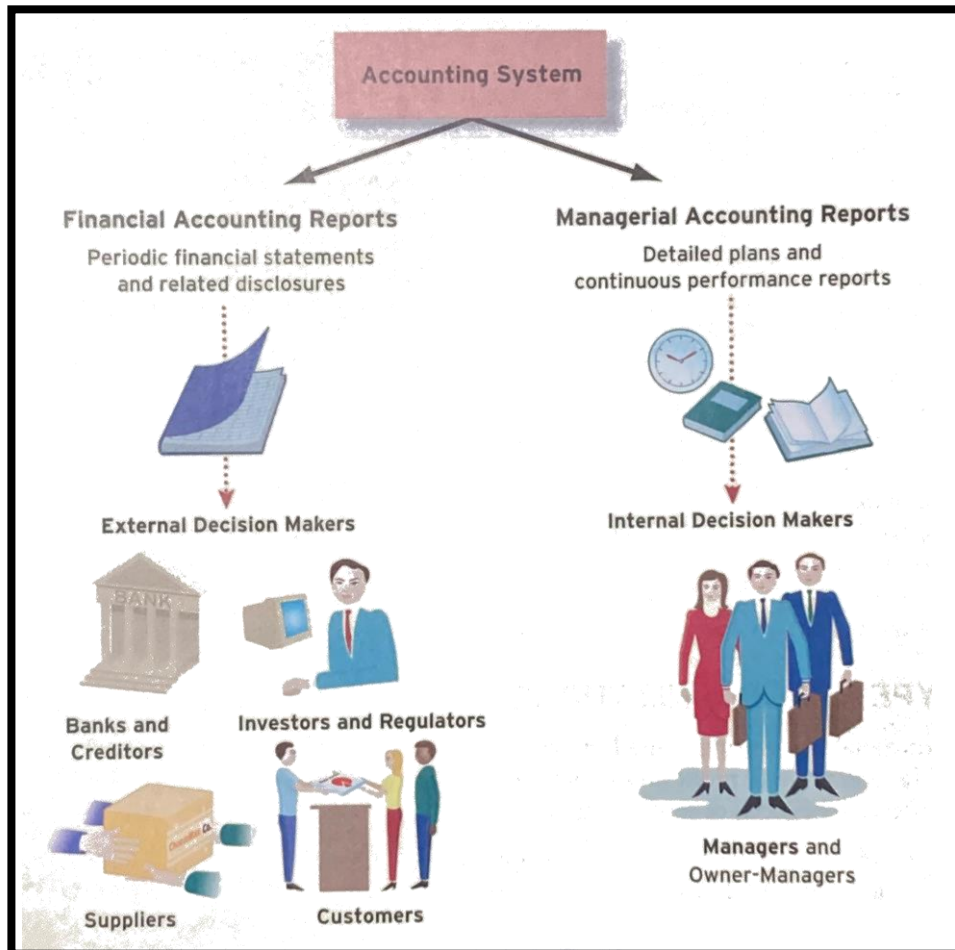 Accounting System
Financial Accounting Reports
Periodic financial statements
and related disclosures
External Decision Makers
BANK
Banks and
Creditors
Investors and Regulators
Suppliers
Customers
Managerial Accounting Reports
Detailed plans and
continuous performance reports
Internal Decision Makers
Managers and
Owner-Managers